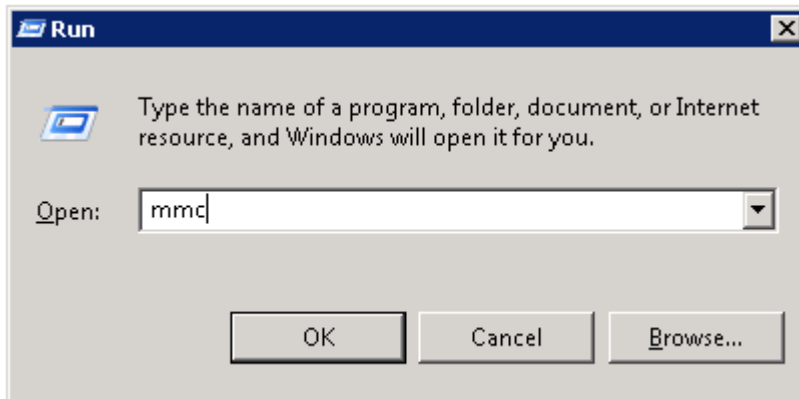 Run
Type the name of a program, folder, document, or Internet
resource, and Windows will open it for you.
Open: mmc
OK Cancel Browse...